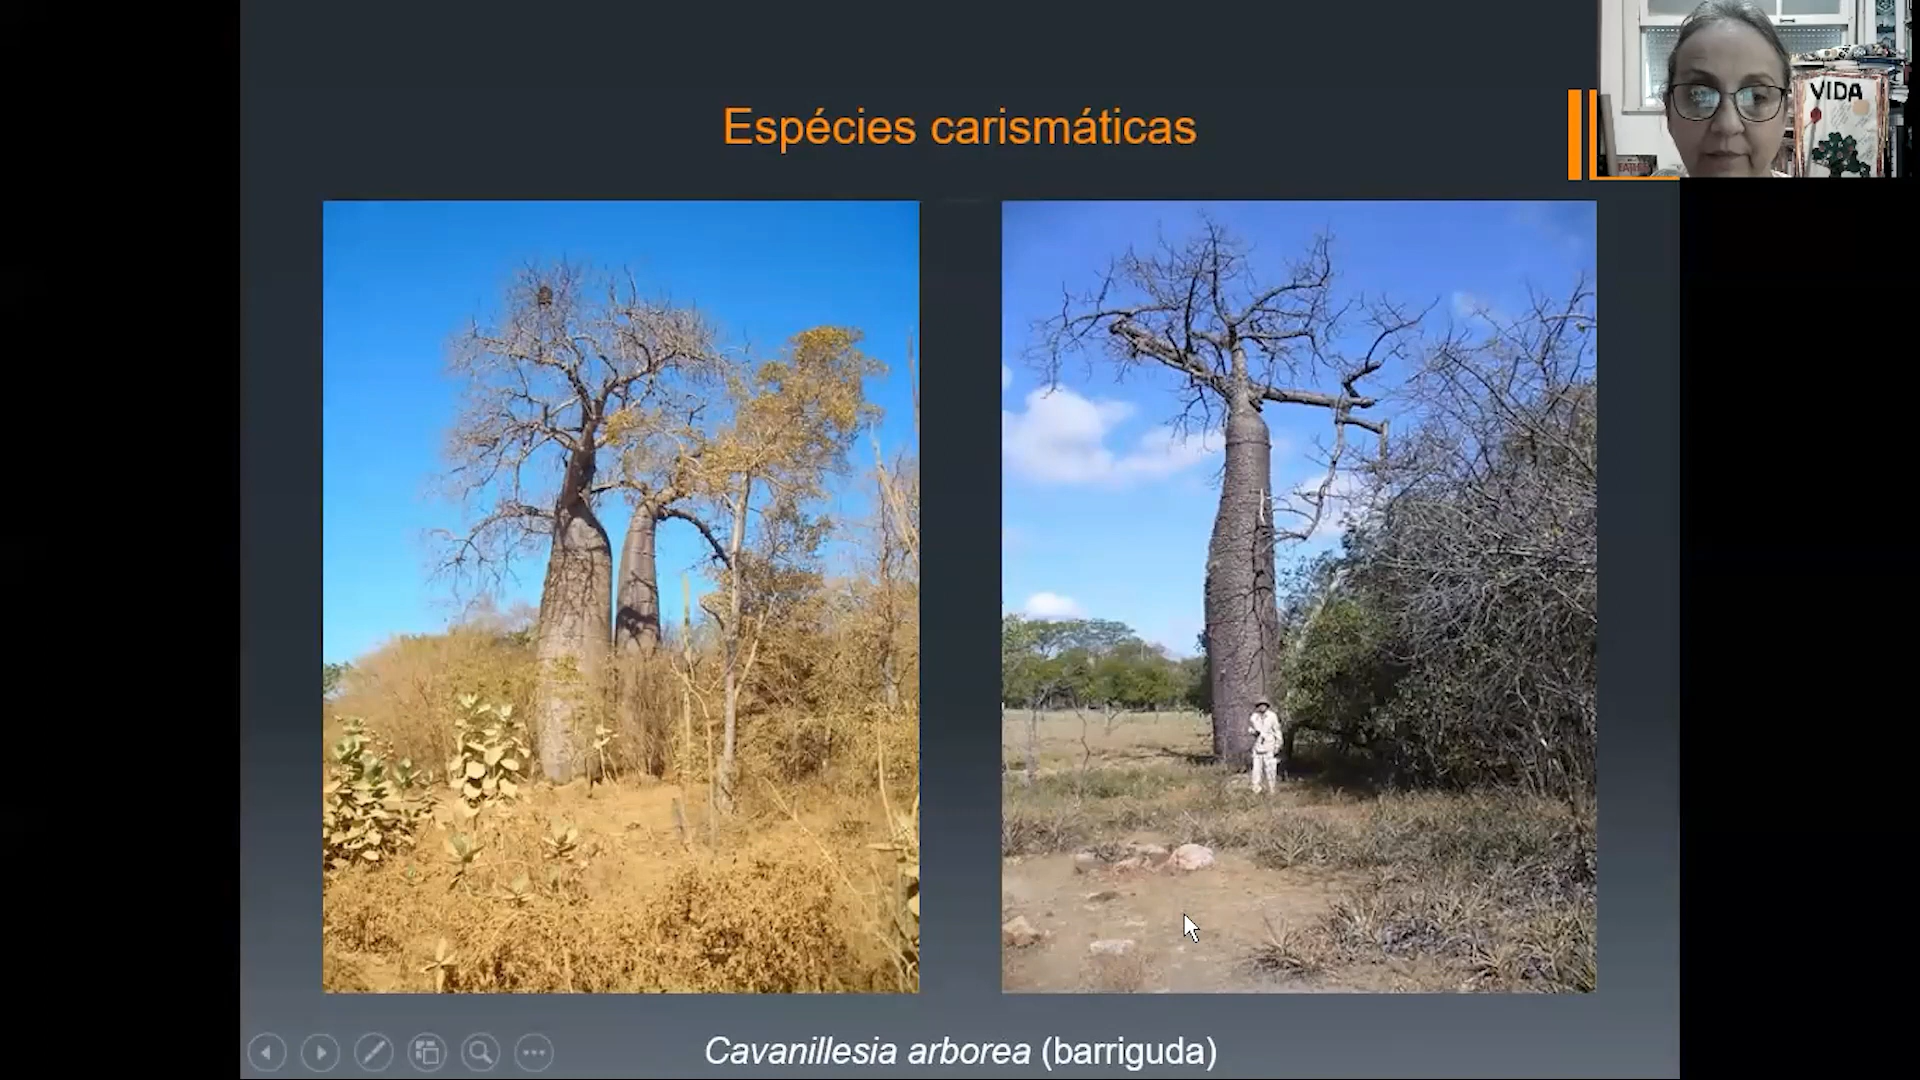 Espécies carismáticas
VIDA
Cavanillesia arborea (barriguda)